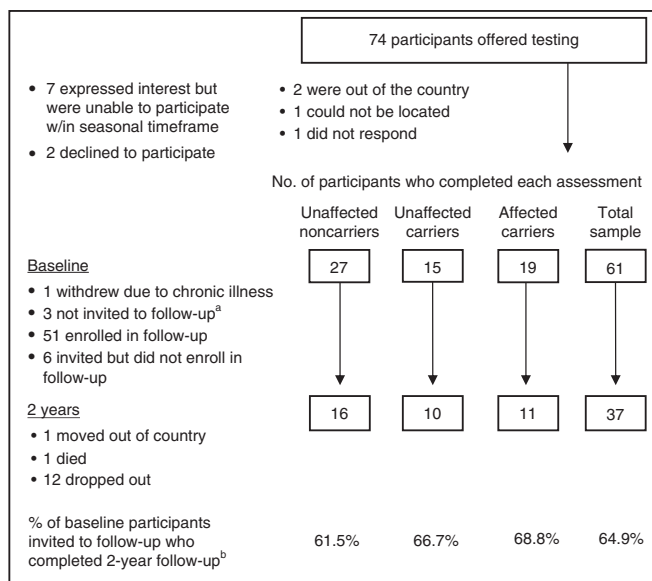 74 participants offered testing
• 7 expressed interest but
were unable to participate
w/in seasonal timeframe
• 2 declined to participate
• 2 were out of the country
• 1 could not be located
• 1 did not respond
No. of participants who completed each assessment
Unaffected noncarriers
Unaffected carriers
Affected carriers
Total sample
Baseline
27 15 19 61
• 1 withdrew due to chronic illness
• 3 not invited to follow-upᵃ
• 51 enrolled in follow-up
• 6 invited but did not enroll in
follow-up
2 years
16 10 11 37
• 1 moved out of country
• 1 died
• 12 dropped out
% of baseline participants
invited to follow-up who
completed 2-year follow-upᵇ
61.5% 66.7% 68.8% 64.9%